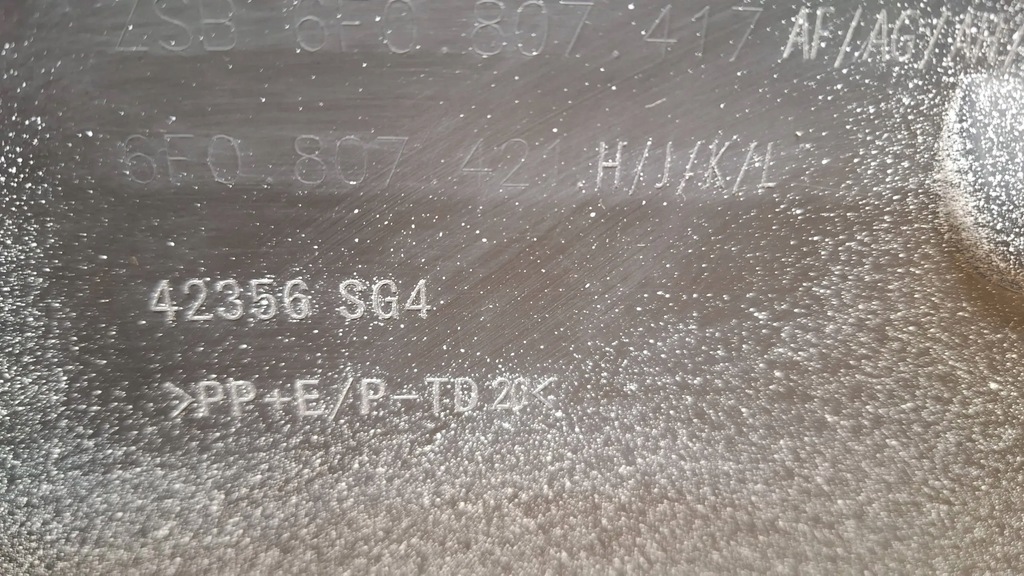 ZSB 6F0.807.417 AF/AG/AH/
6F0.807.421 H/J/K/L
42356 SG4
>PP+E/P-TD20<